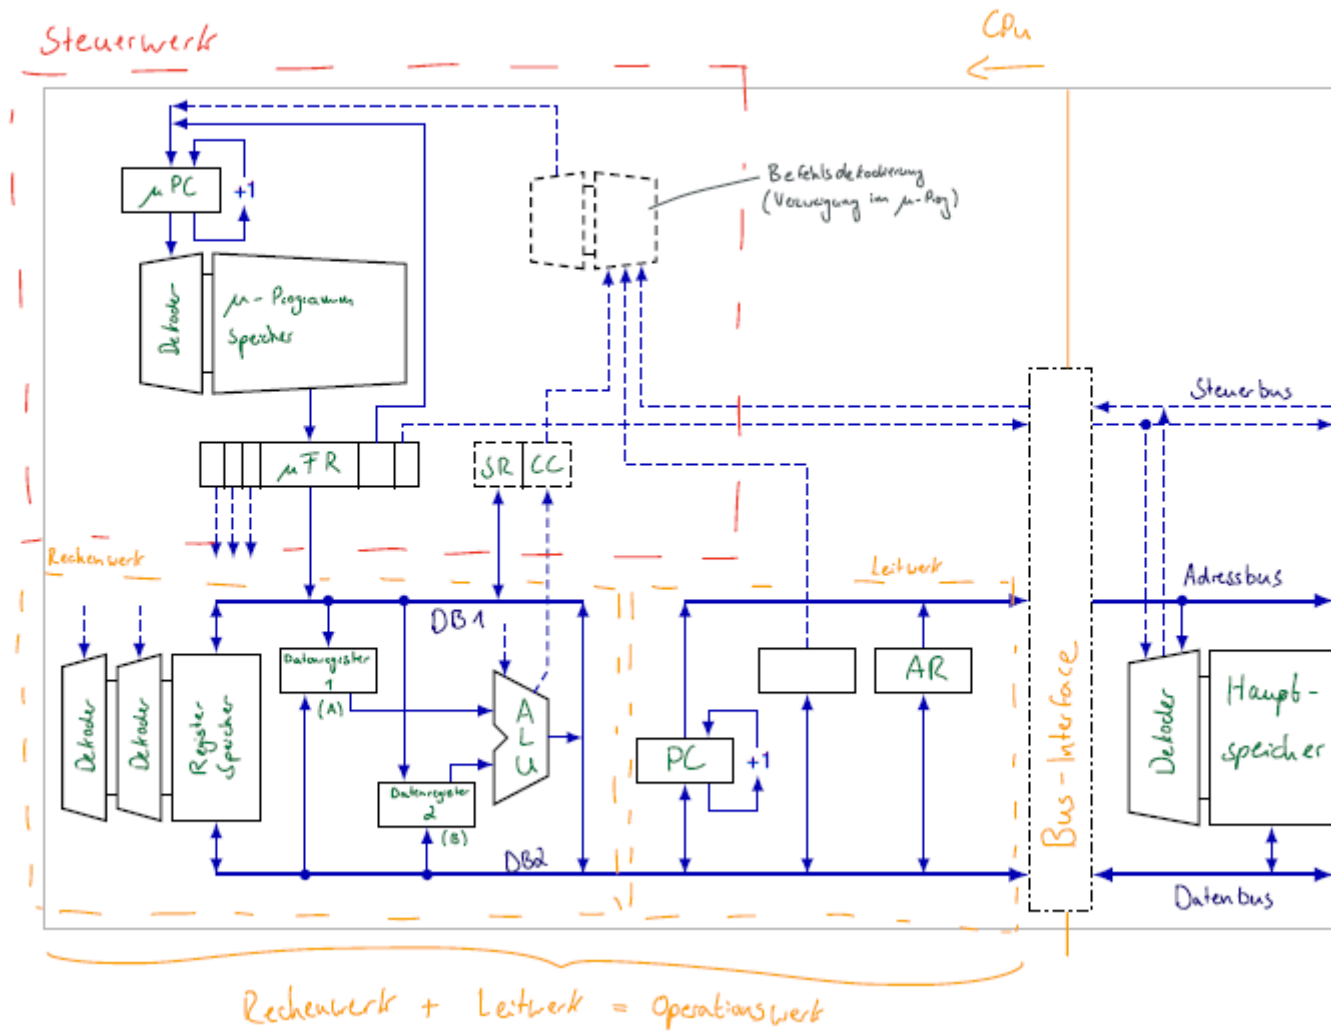 Steuerwerk
CPU
Befehlsdekodierung
(Verzweigung im μ-Prog)
μPC
+1
Dekoder
μ-Programm
Speicher
Steuerbus
μFR
SR
CC
Rechenwerk
Leitwerk
Adressbus
DB1
Datenregister
1
(A)
ALU
AR
Dekoder
Dekoder
Register
Speicher
PC
+1
Datenregister
2
(B)
Bus-Interface
Dekoder
Haupt-
speicher
DB2
Datenbus
Rechenwerk + Leitwerk = Operationswerk